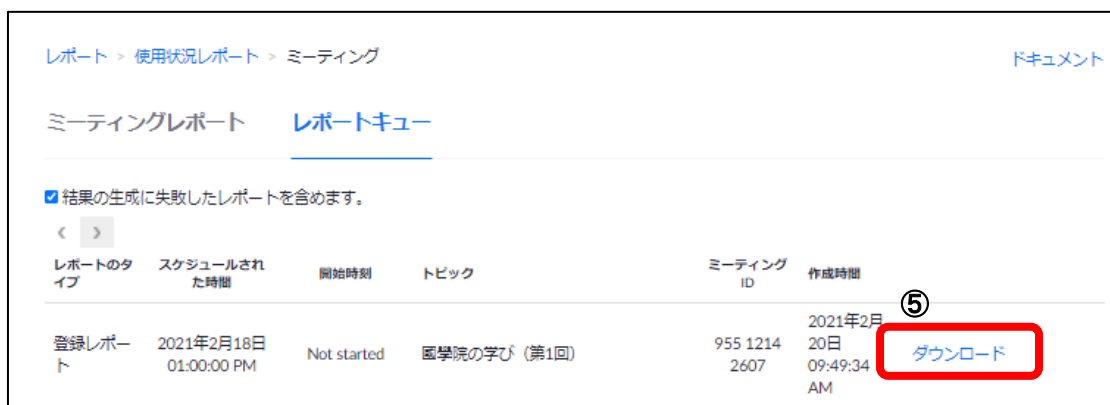 レポート > 使用状況レポート > ミーティング
ドキュメント
ミーティングレポート レポートキュー
結果の生成に失敗したレポートを含めます。
< >
レポートのタイプ スケジュールされた時間 開始時刻 トピック ミーティングID 作成時間
⑤
登録レポート 2021年2月18日 01:00:00 PM Not started 國學院の学び（第1回） 955 1214 2607 2021年2月20日 09:49:34 AM ダウンロード